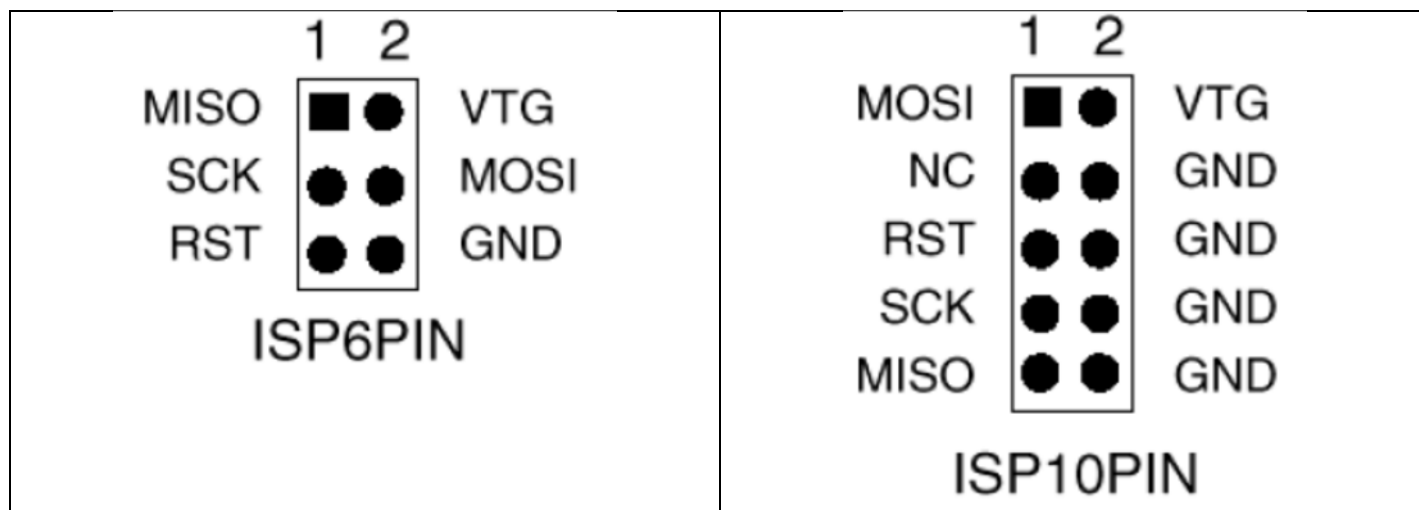 1 2
MISO VTG
SCK MOSI
RST GND
ISP6PIN
1 2
MOSI VTG
NC GND
RST GND
SCK GND
MISO GND
ISP10PIN